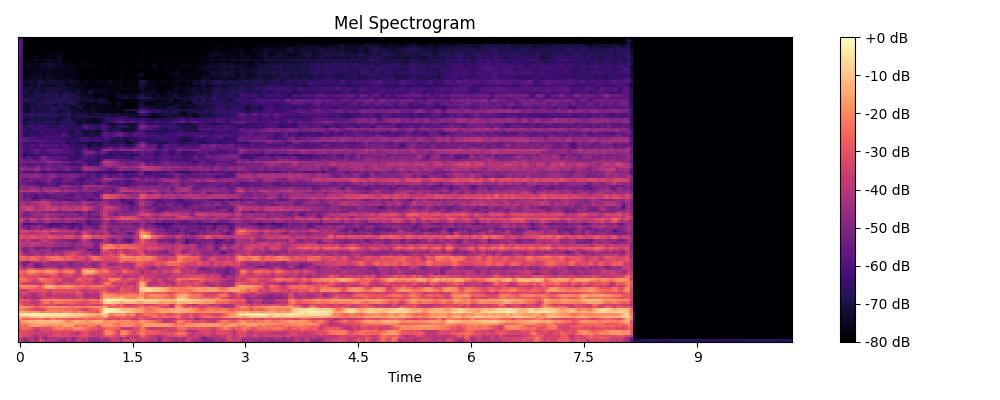 Mel Spectrogram
+0 dB
-10 dB
-20 dB
-30 dB
-40 dB
-50 dB
-60 dB
-70 dB
-80 dB
0 1.5 3 4.5 6 7.5 9
Time